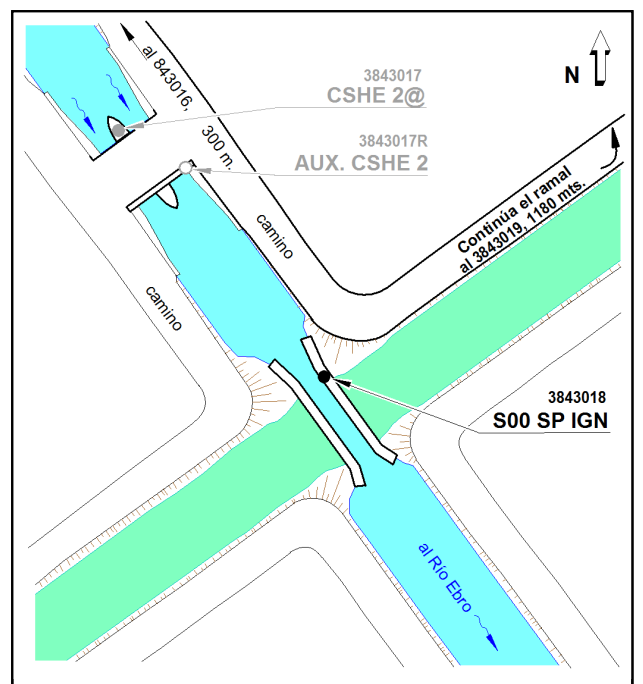 al 843016,
300 m.
N
3843017
CSHE 2@
3843017R
AUX. CSHE 2
camino
Continúa el ramal
al 3843019, 1180 mts.
camino
3843018
S00 SP IGN
al Río Ebro